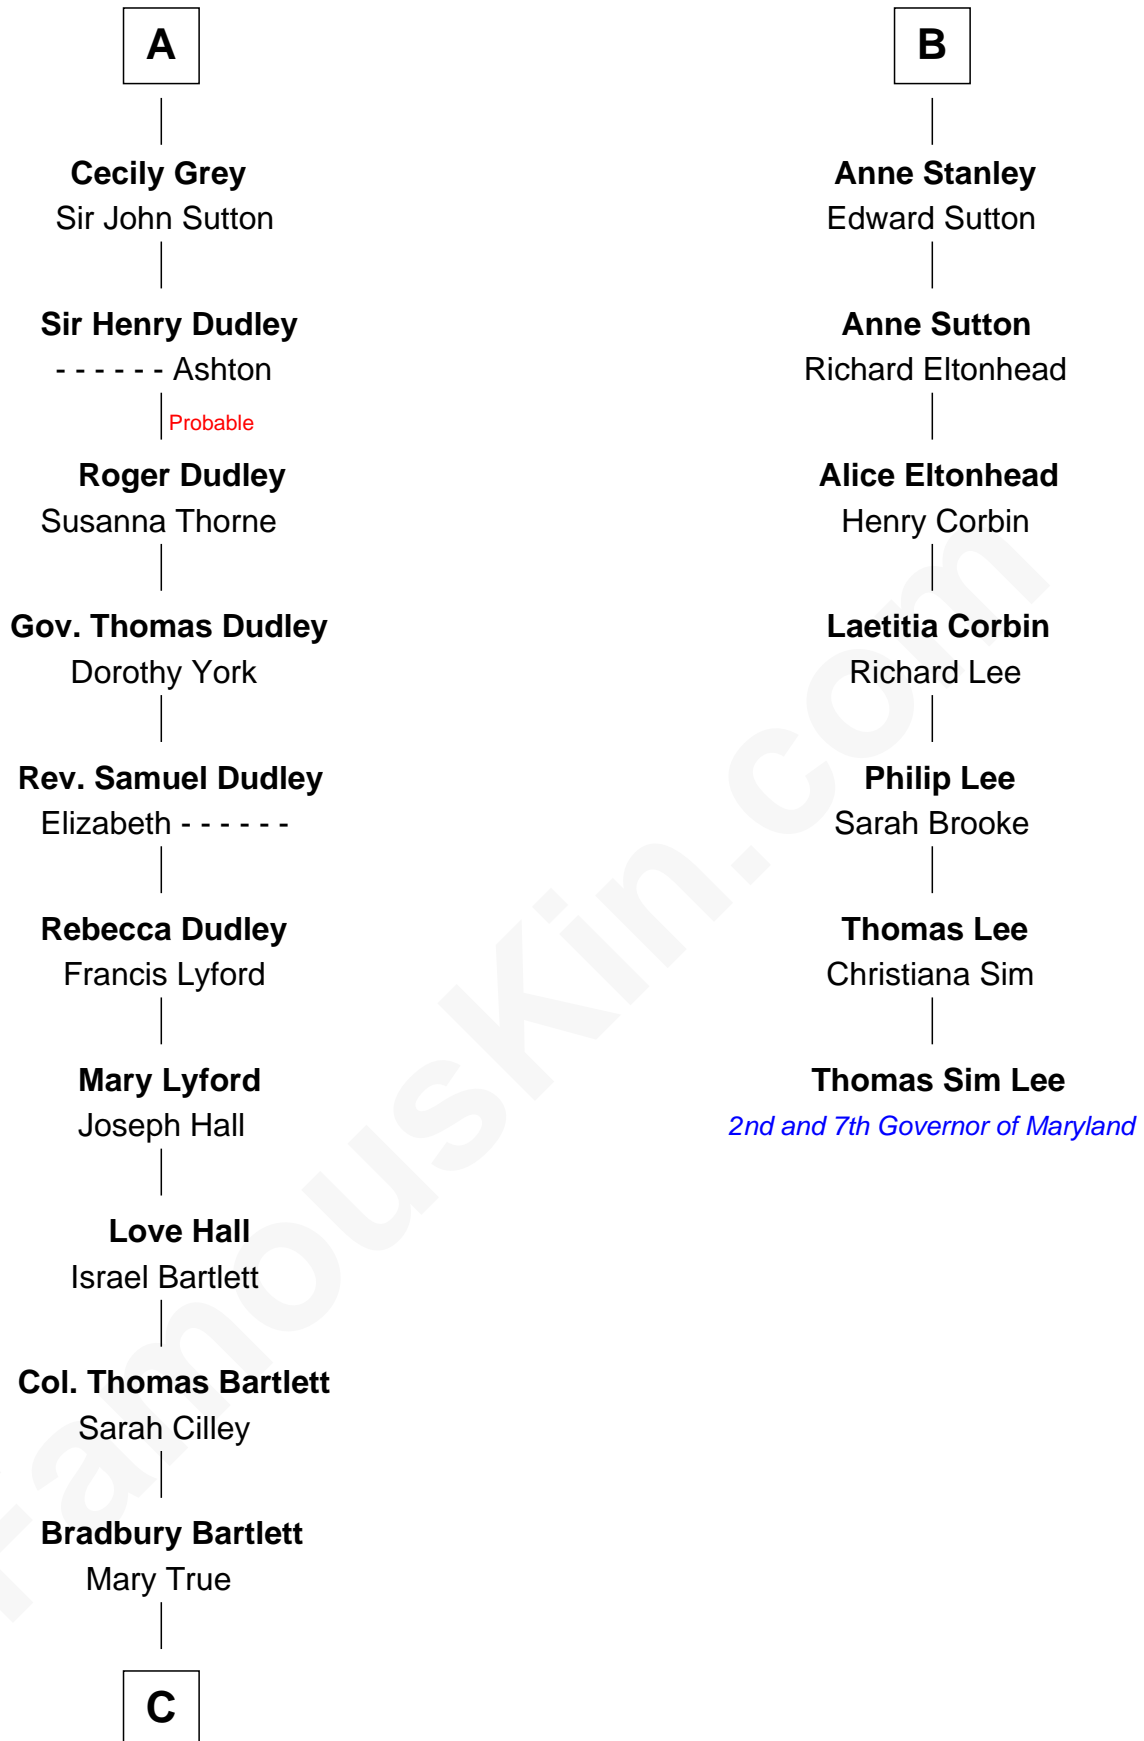 A
Cecily Grey
Sir John Sutton
Sir Henry Dudley
- - - - - - Ashton
Probable
Roger Dudley
Susanna Thorne
Gov. Thomas Dudley
Dorothy York
Rev. Samuel Dudley
Elizabeth - - - - - -
Rebecca Dudley
Francis Lyford
Mary Lyford
Joseph Hall
Love Hall
Israel Bartlett
Col. Thomas Bartlett
Sarah Cilley
Bradbury Bartlett
Mary True
C
B
Anne Stanley
Edward Sutton
Anne Sutton
Richard Eltonhead
Alice Eltonhead
Henry Corbin
Laetitia Corbin
Richard Lee
Philip Lee
Sarah Brooke
Thomas Lee
Christiana Sim
Thomas Sim Lee
2nd and 7th Governor of Maryland
FamousKin.com